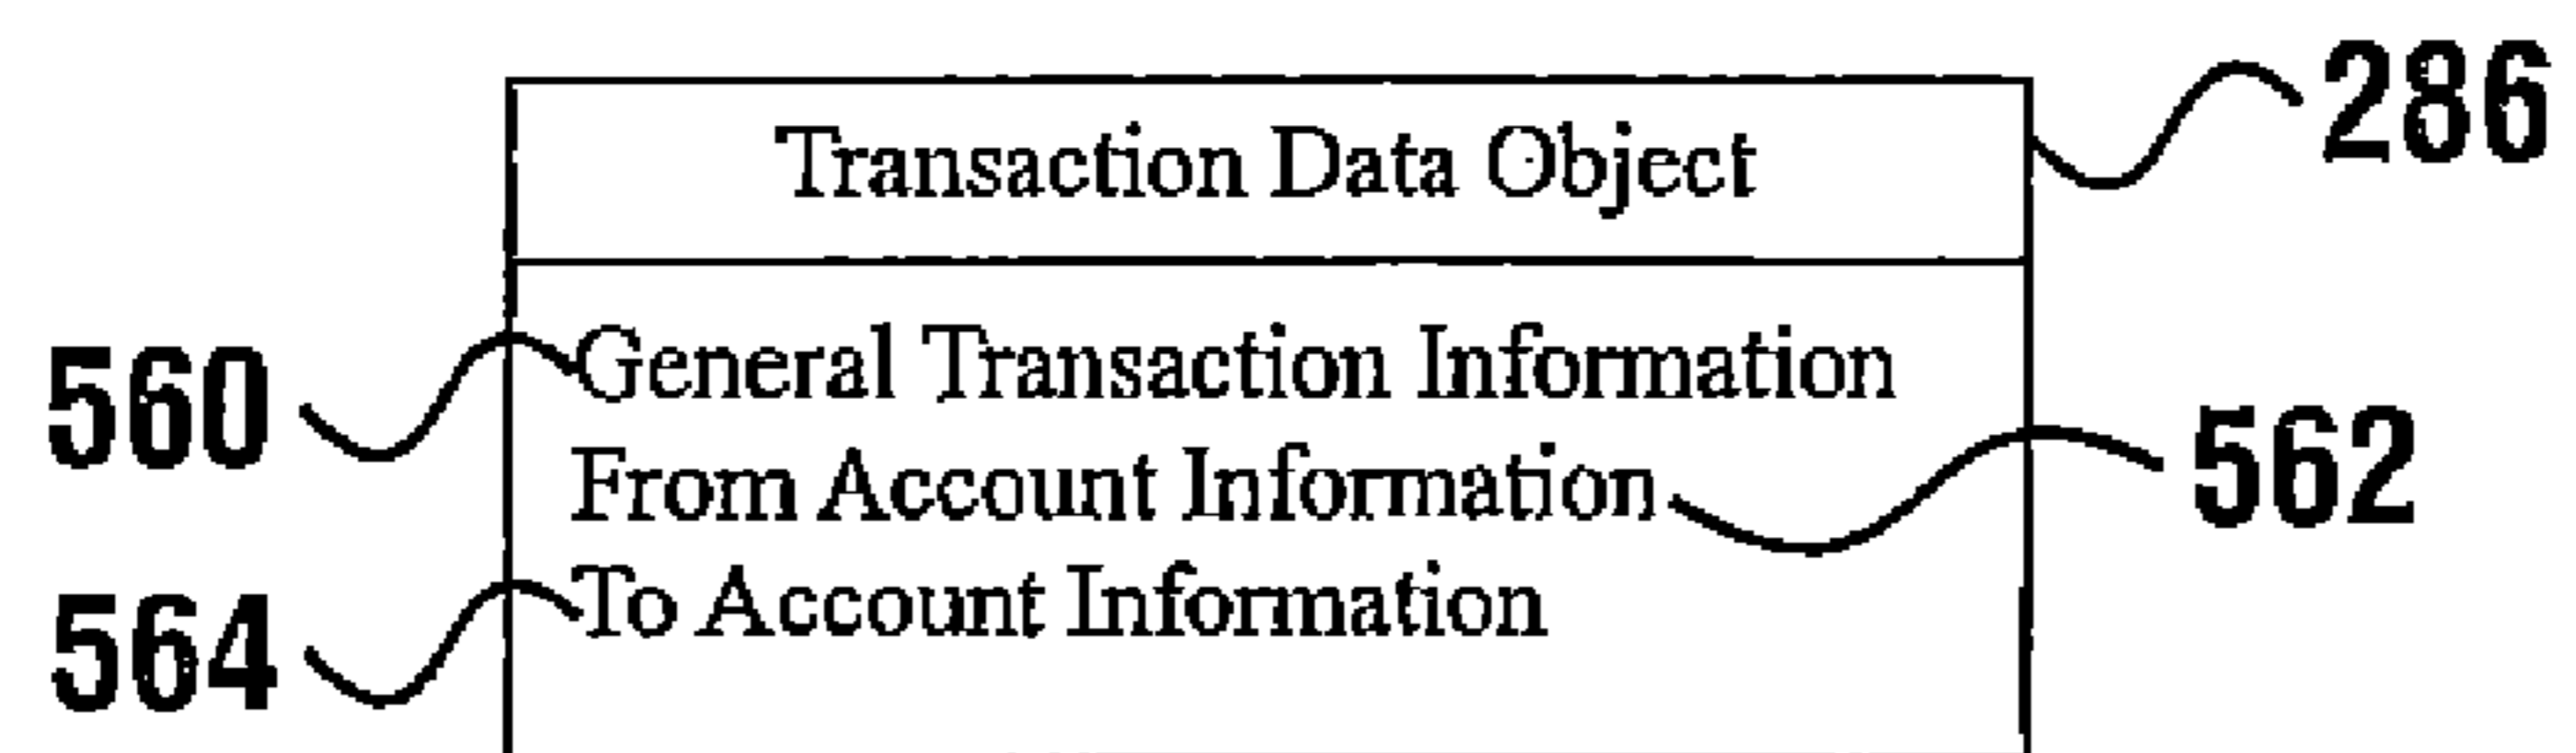 286
Transaction Data Object
560
General Transaction Information
From Account Information
562
564
To Account Information